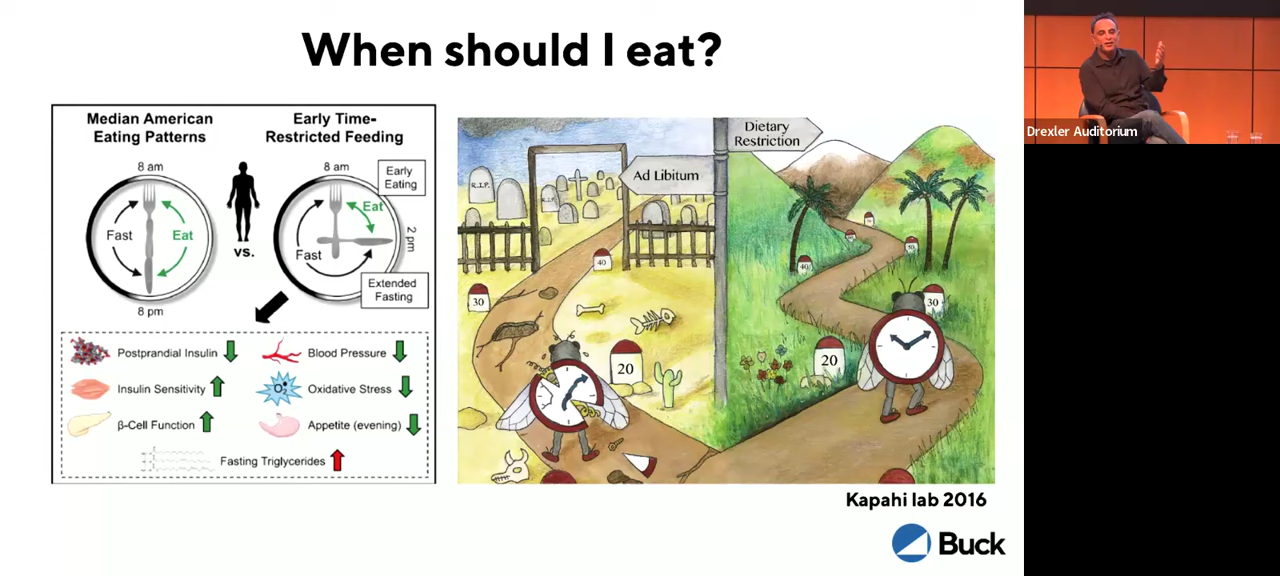 When should I eat?
Median American
Eating Patterns
Early Time-
Restricted Feeding
8 am
8 am
Early
Eating
Fast
Eat
vs.
Eat
Fast
2 pm
Extended
Fasting
8 pm
Postprandial Insulin
Blood Pressure
Insulin Sensitivity
O2
Oxidative Stress
β-Cell Function
Appetite (evening)
Fasting Triglycerides
Dietary
Restriction
Ad Libitum
R.I.P.
R.I.P.
40
30
20
40
30
20
Kapahi lab 2016
Buck
Drexler Auditorium